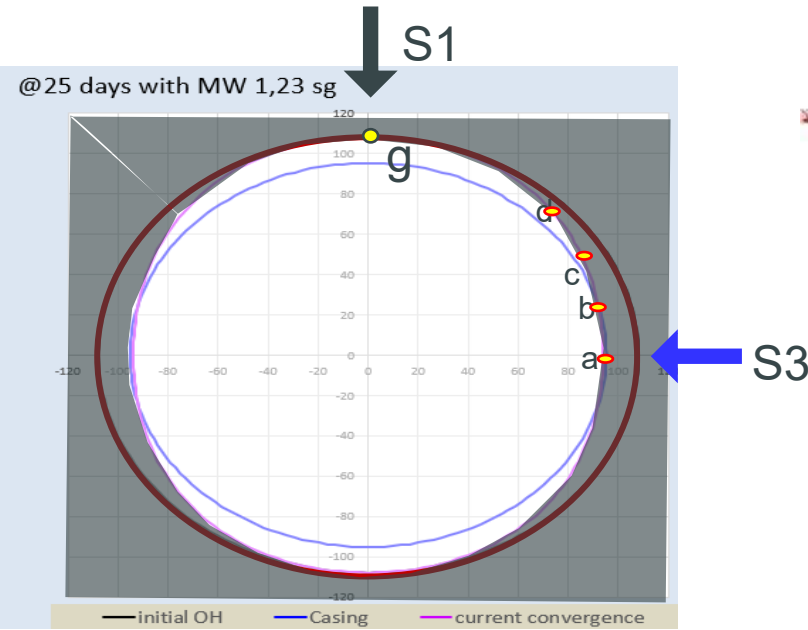 S1
@25 days with MW 1,23 sg
120
100
g
80
d
60
40
c
20
b
-120 -100 -80 -60 -40 -20 0 0 20 40 60 80 a 100
S3
-20
-40
-60
-80
-100
-120
initial OH Casing current convergence